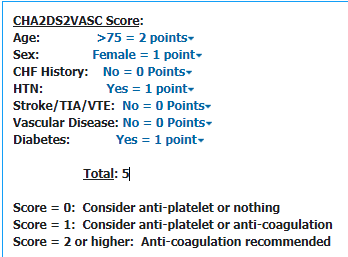 CHA2DS2VASC Score:
Age: >75 = 2 points
Sex: Female = 1 point
CHF History: No = 0 Points
HTN: Yes = 1 point
Stroke/TIA/VTE: No = 0 Points
Vascular Disease: No = 0 Points
Diabetes: Yes = 1 point
Total: 5
Score = 0: Consider anti-platelet or nothing
Score = 1: Consider anti-platelet or anti-coagulation
Score = 2 or higher: Anti-coagulation recommended